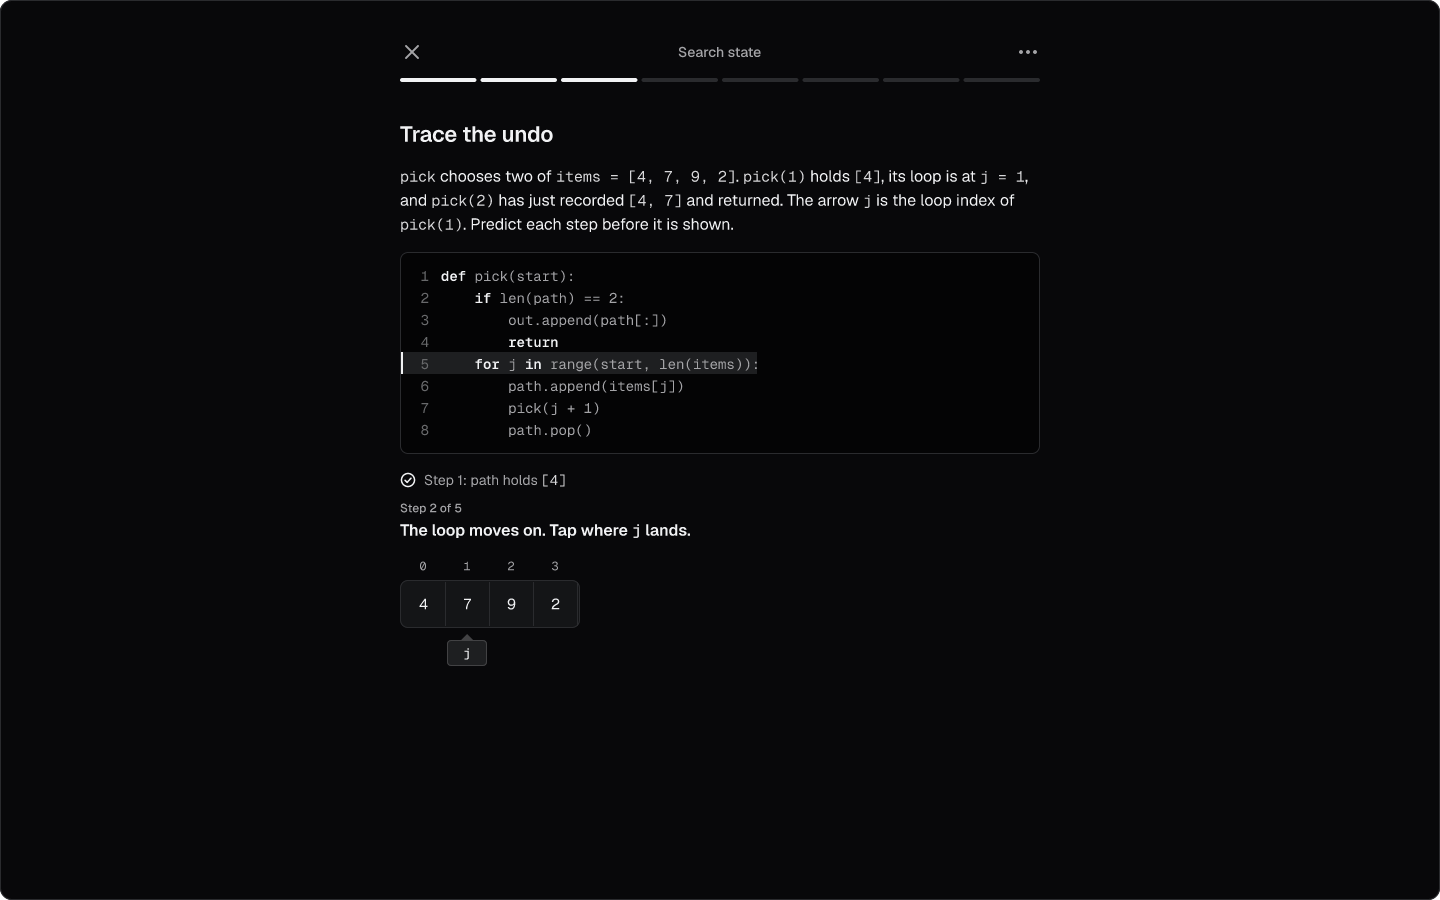 Search state
Trace the undo
pick chooses two of items = [4, 7, 9, 2]. pick(1) holds [4], its loop is at j = 1,
and pick(2) has just recorded [4, 7] and returned. The arrow j is the loop index of
pick(1). Predict each step before it is shown.
1 def pick(start):
2     if len(path) == 2:
3         out.append(path[:])
4         return
5     for j in range(start, len(items)):
6         path.append(items[j])
7         pick(j + 1)
8         path.pop()
Step 1: path holds [4]
Step 2 of 5
The loop moves on. Tap where j lands.
0 1 2 3
4 7 9 2
j